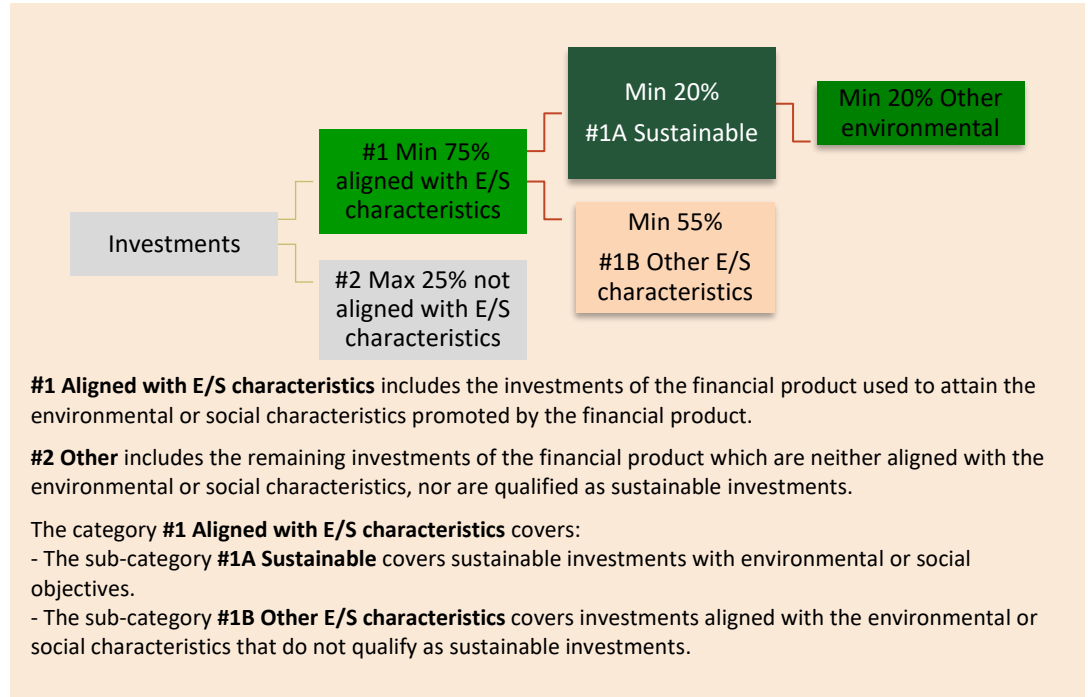 Investments
#1 Min 75%
aligned with E/S
characteristics
#2 Max 25% not
aligned with E/S
characteristics
Min 20%
#1A Sustainable
Min 55%
#1B Other E/S
characteristics
Min 20% Other
environmental
#1 Aligned with E/S characteristics includes the investments of the financial product used to attain the
environmental or social characteristics promoted by the financial product.
#2 Other includes the remaining investments of the financial product which are neither aligned with the
environmental or social characteristics, nor are qualified as sustainable investments.
The category #1 Aligned with E/S characteristics covers:
- The sub-category #1A Sustainable covers sustainable investments with environmental or social
objectives.
- The sub-category #1B Other E/S characteristics covers investments aligned with the environmental or
social characteristics that do not qualify as sustainable investments.